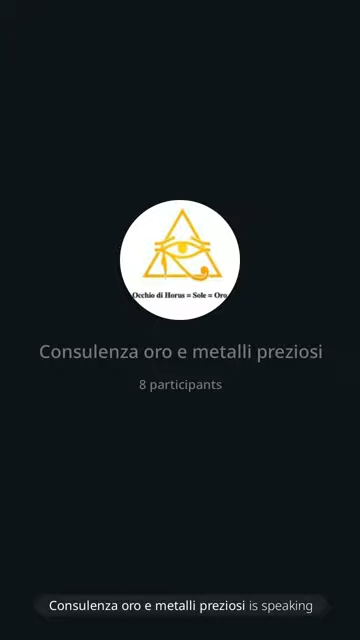 Occhio di Horus = Sole = Oro
Consulenza oro e metalli preziosi
8 participants
Consulenza oro e metalli preziosi is speaking